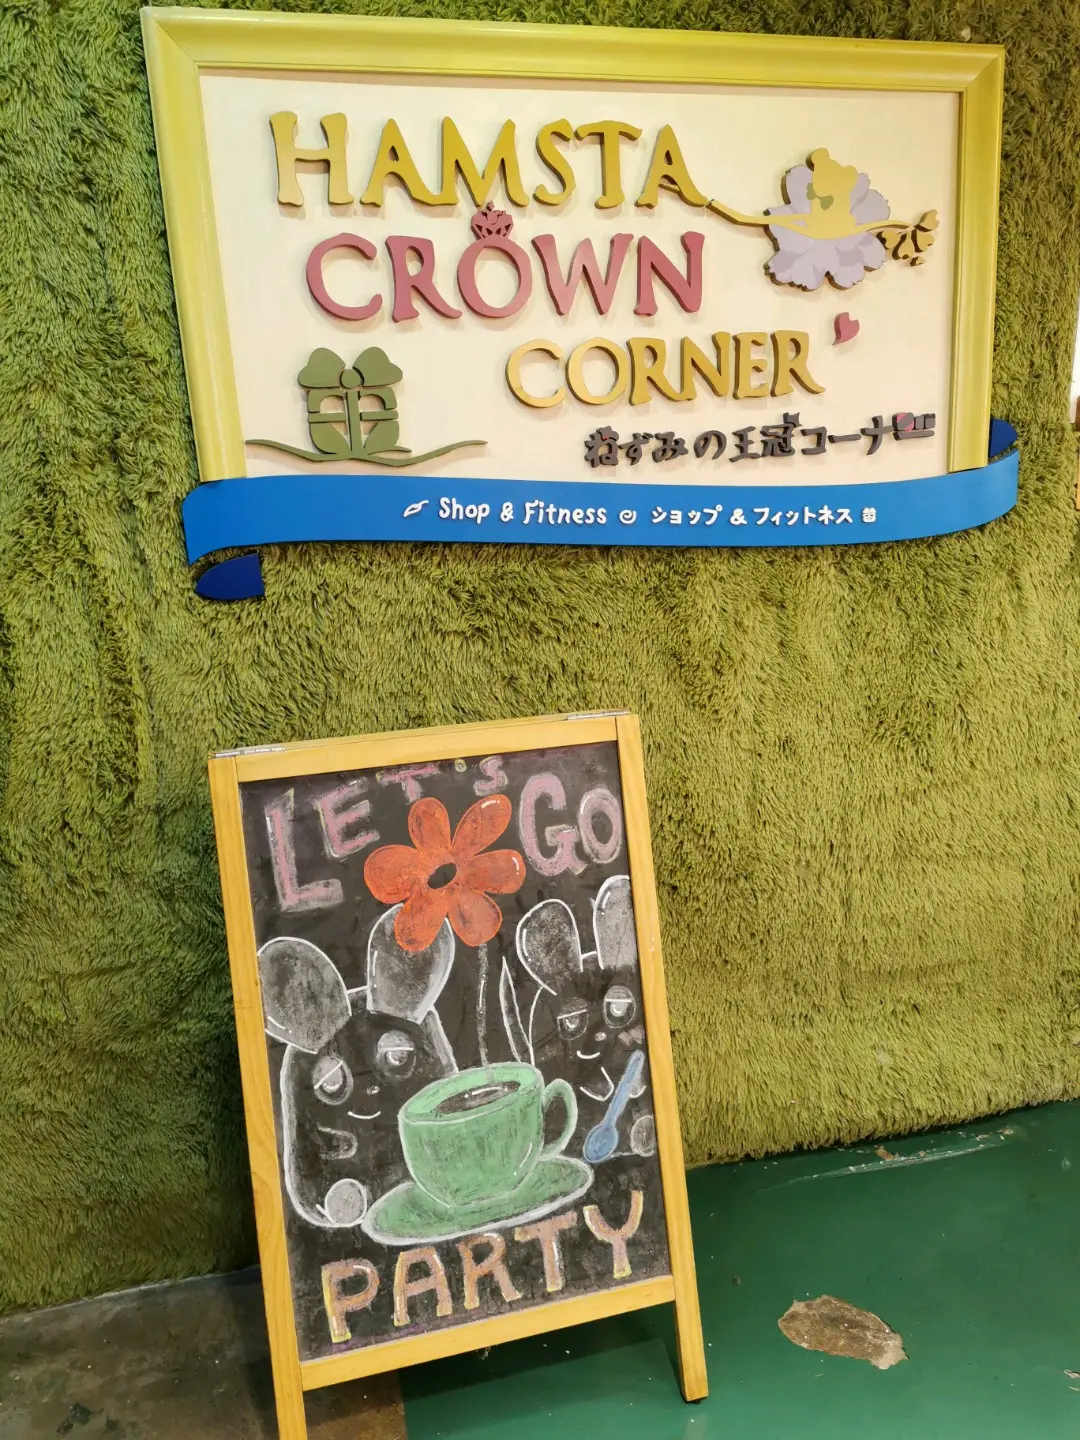 HAMSTA
CROWN
CORNER
ねずみの王冠コーナー
Shop & Fitness ショップ & フィットネス
LET'S GO
PARTY